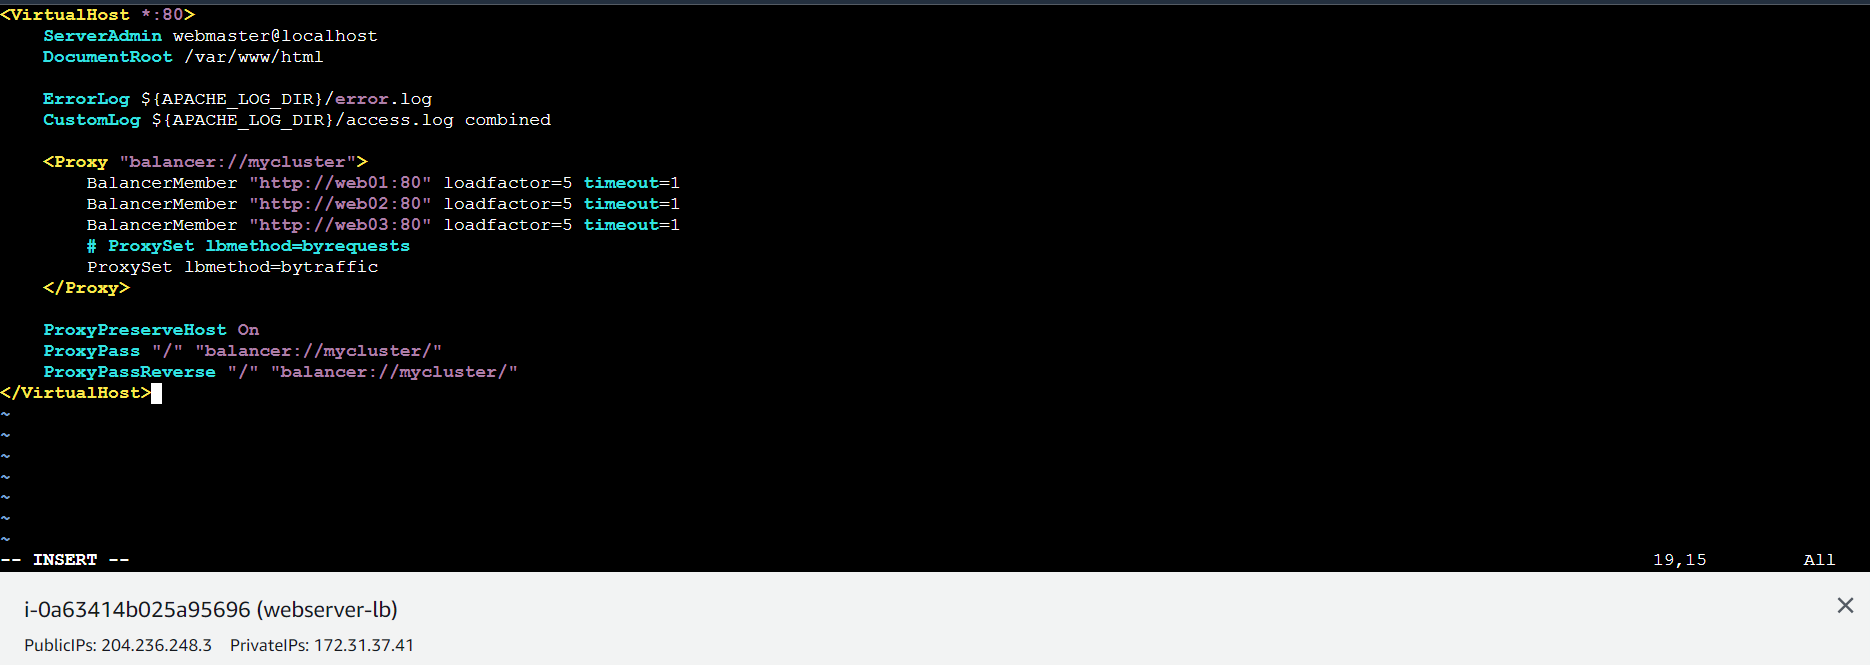 <VirtualHost *:80>
    ServerAdmin webmaster@localhost
    DocumentRoot /var/www/html

    ErrorLog ${APACHE_LOG_DIR}/error.log
    CustomLog ${APACHE_LOG_DIR}/access.log combined

    <Proxy "balancer://mycluster">
        BalancerMember "http://web01:80" loadfactor=5 timeout=1
        BalancerMember "http://web02:80" loadfactor=5 timeout=1
        BalancerMember "http://web03:80" loadfactor=5 timeout=1
        # ProxySet lbmethod=byrequests
        ProxySet lbmethod=bytraffic
    </Proxy>

    ProxyPreserveHost On
    ProxyPass "/" "balancer://mycluster/"
    ProxyPassReverse "/" "balancer://mycluster/"
</VirtualHost>
~
~
~
~
~
~
~
-- INSERT -- 19,15 All
i-0a63414b025a95696 (webserver-lb)
PublicIPs: 204.236.248.3 PrivateIPs: 172.31.37.41